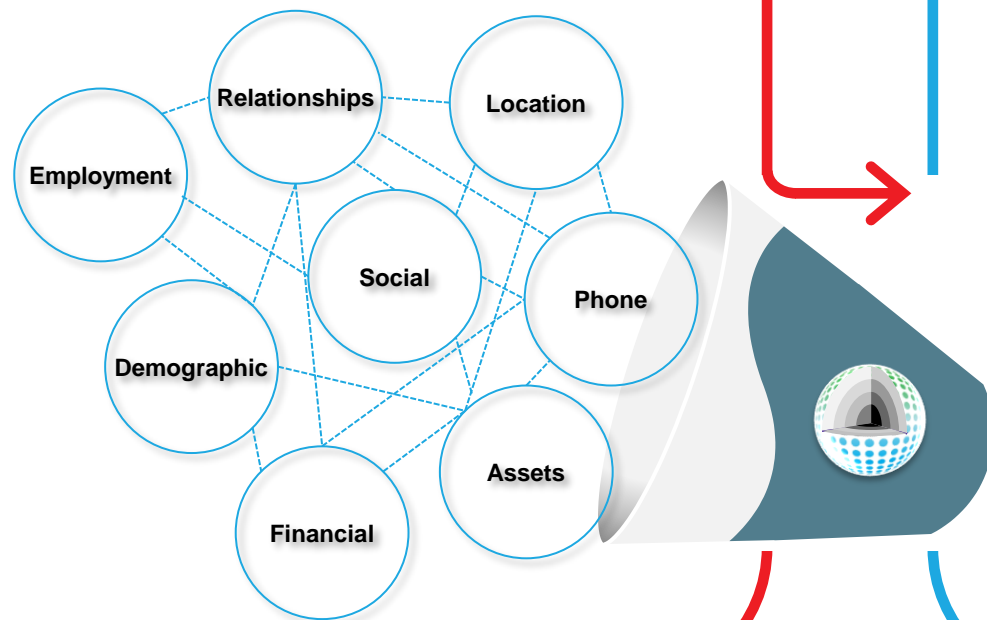 Relationships
Location
Employment
Social
Phone
Demographic
Assets
Financial